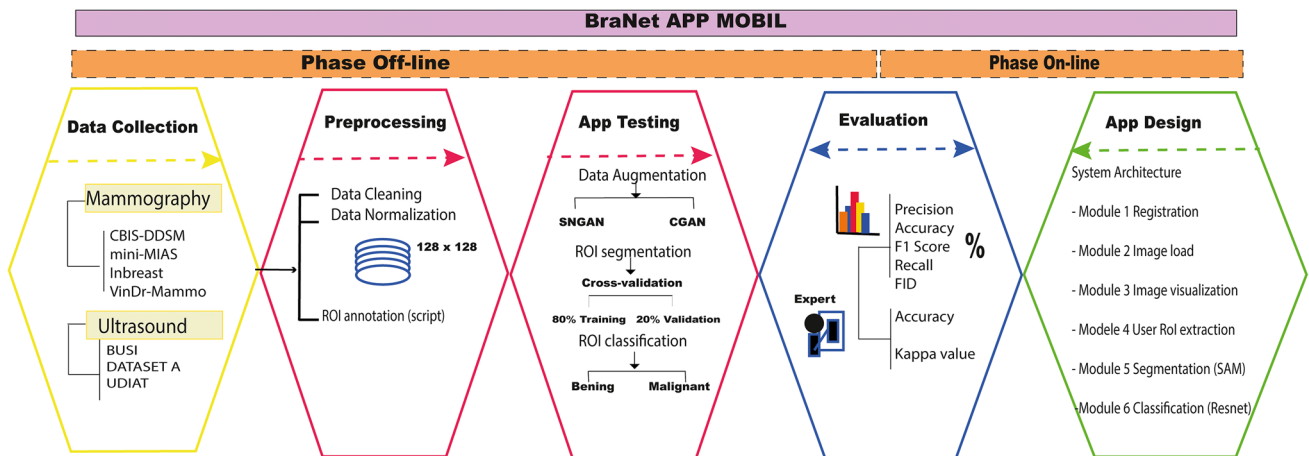 BraNet APP MOBIL
Phase Off-line
Phase On-line
Data Collection
Mammography
CBIS-DDSM
mini-MIAS
Inbreast
VinDr-Mammo
Ultrasound
BUSI
DATASET A
UDIAT
Preprocessing
Data Cleaning
Data Normalization
128 x 128
ROI annotation (script)
App Testing
Data Augmentation
SNGAN CGAN
ROI segmentation
Cross-validation
80% Training 20% Validation
ROI classification
Bening Malignant
Evaluation
Precision
Accuracy
F1 Score
Recall
FID
%
Expert
Accuracy
Kappa value
App Design
System Architecture
- Module 1 Registration
- Module 2 Image load
- Module 3 Image visualization
- Modele 4 User RoI extraction
- Module 5 Segmentation (SAM)
-Module 6 Classification (Resnet)